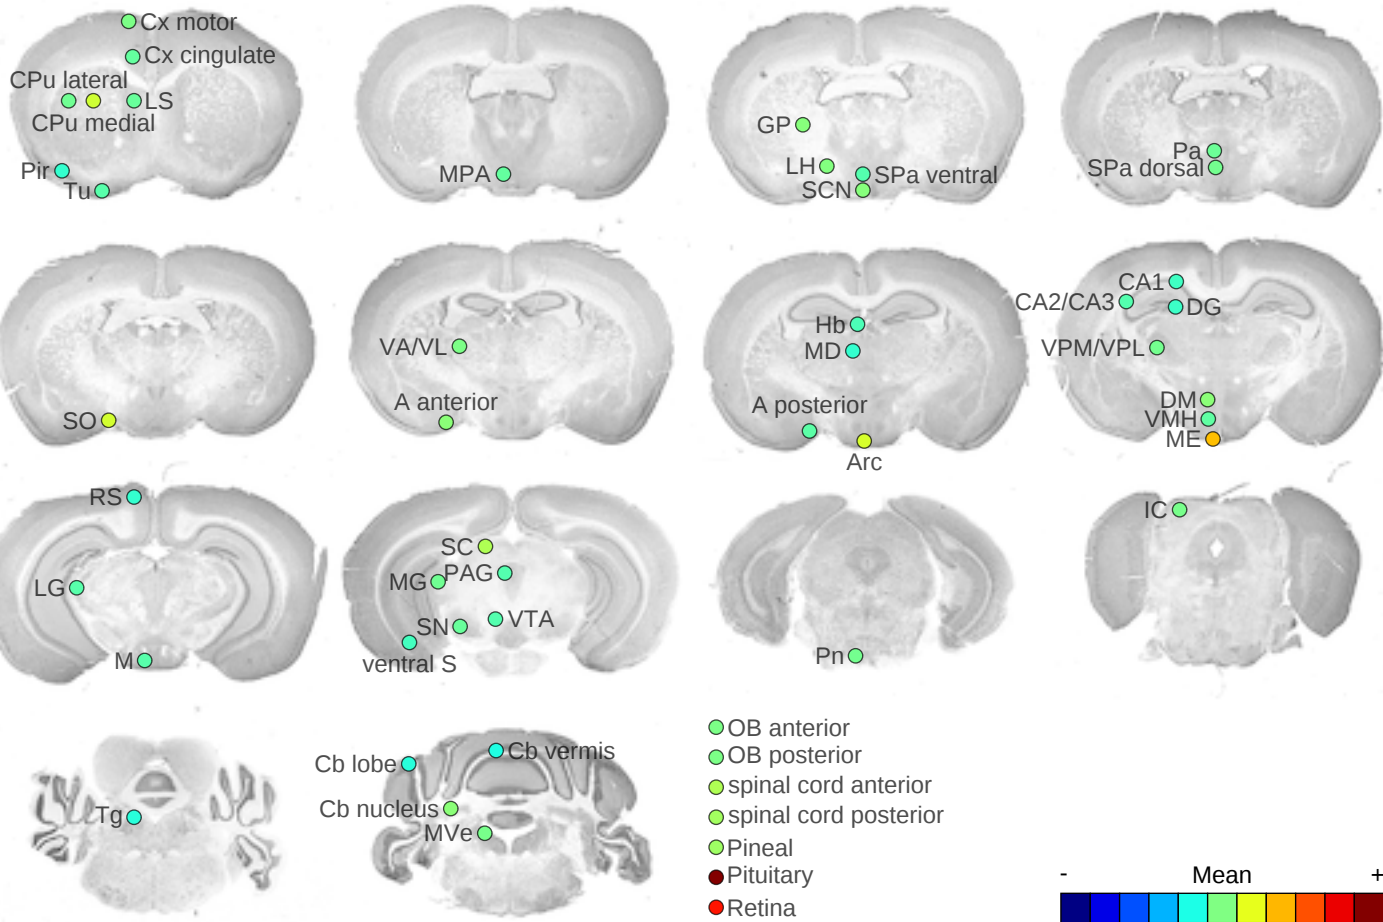 Cx motor
Cx cingulate
CPu lateral
LS
CPu medial
Pir
Tu
MPA
GP
LH
SPa ventral
SCN
Pa
SPa dorsal
SO
VA/VL
A anterior
Hb
MD
A posterior
Arc
CA1
CA2/CA3
DG
VPM/VPL
DM
VMH
ME
RS
LG
M
SC
MG
PAG
SN
VTA
ventral S
Pn
IC
Tg
Cb lobe
Cb vermis
Cb nucleus
MVe
OB anterior
OB posterior
spinal cord anterior
spinal cord posterior
Pineal
Pituitary
Retina
- Mean +